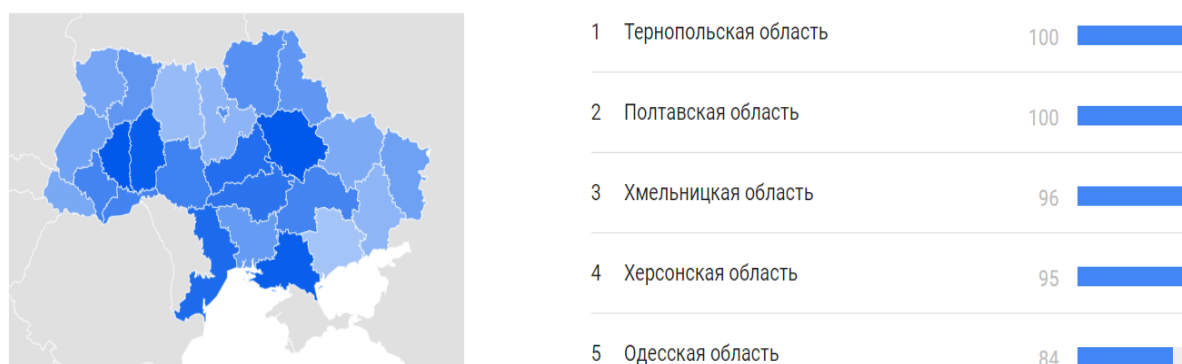 1 Тернопольская область 100
2 Полтавская область 100
3 Хмельницкая область 96
4 Херсонская область 95
5 Одесская область 84